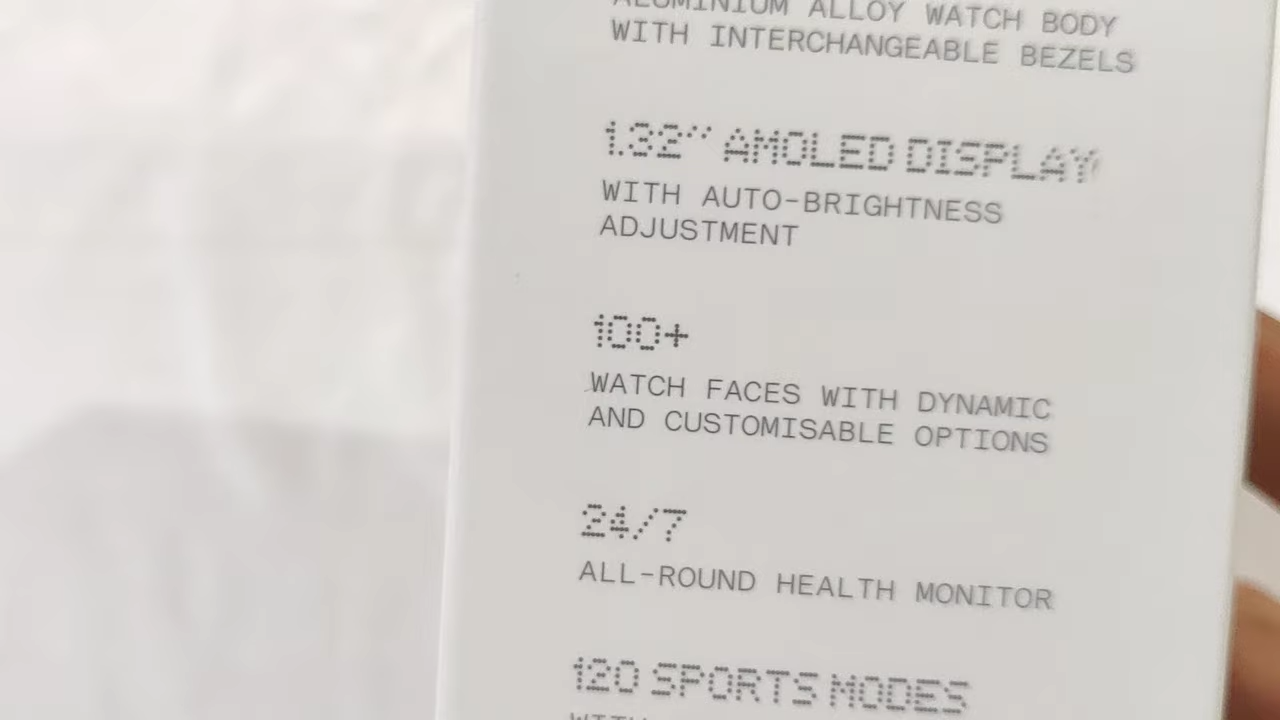 ALUMINIUM ALLOY WATCH BODY
WITH INTERCHANGEABLE BEZELS
1.32" AMOLED DISPLAY
WITH AUTO-BRIGHTNESS
ADJUSTMENT
100+
WATCH FACES WITH DYNAMIC
AND CUSTOMISABLE OPTIONS
24/7
ALL-ROUND HEALTH MONITOR
120 SPORTS MODES
WITH